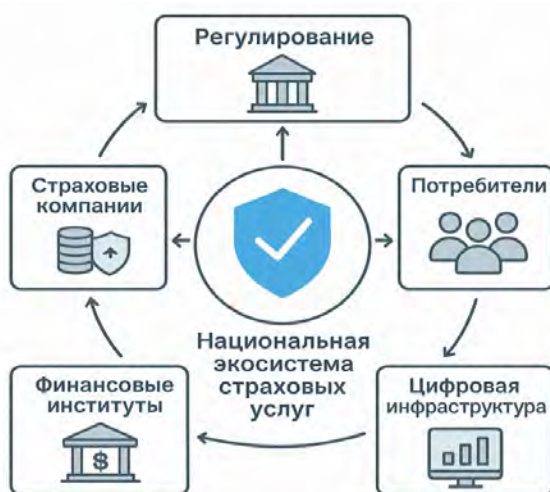 Регулирование
Страховые
компании
Потребители
Национальная
экосистема
страховых
услуг
Финансовые
институты
$
Цифровая
инфраструктура